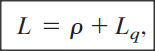 L = ρ + L_q,